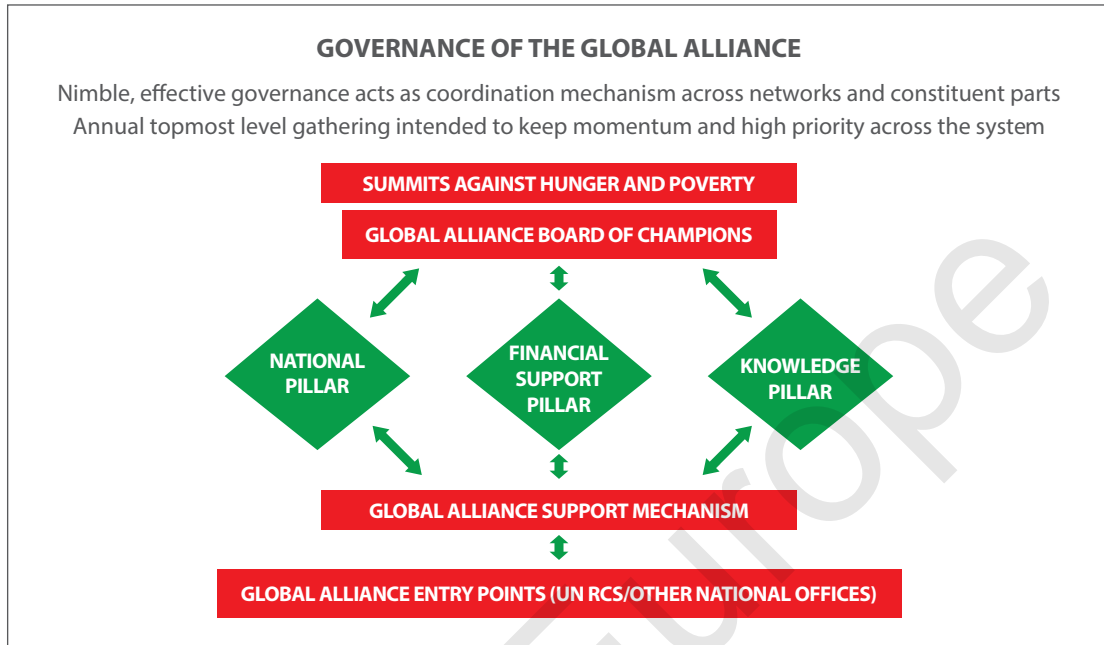 GOVERNANCE OF THE GLOBAL ALLIANCE
Nimble, effective governance acts as coordination mechanism across networks and constituent parts
Annual topmost level gathering intended to keep momentum and high priority across the system
SUMMITS AGAINST HUNGER AND POVERTY
GLOBAL ALLIANCE BOARD OF CHAMPIONS
NATIONAL
PILLAR
FINANCIAL
SUPPORT
PILLAR
KNOWLEDGE
PILLAR
GLOBAL ALLIANCE SUPPORT MECHANISM
GLOBAL ALLIANCE ENTRY POINTS (UN RCS/OTHER NATIONAL OFFICES)
Europe